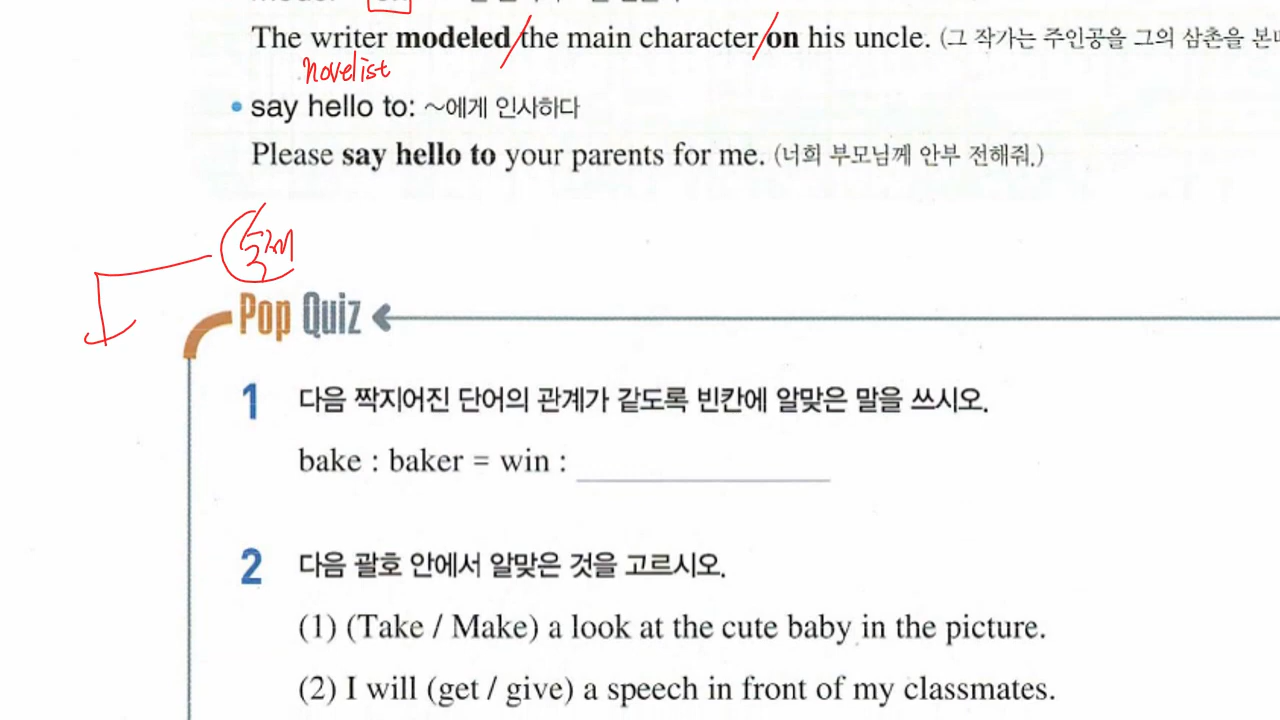 The writer modeled the main character on his uncle. (그 작가는 주인공을 그의 삼촌을
novelist
• say hello to: ~에게 인사하다
Please say hello to your parents for me. (너희 부모님께 안부 전해줘.)
숙제
Pop Quiz
1 다음 짝지어진 단어의 관계가 같도록 빈칸에 알맞은 말을 쓰시오.
bake : baker = win :
2 다음 괄호 안에서 알맞은 것을 고르시오.
(1) (Take / Make) a look at the cute baby in the picture.
(2) I will (get / give) a speech in front of my classmates.